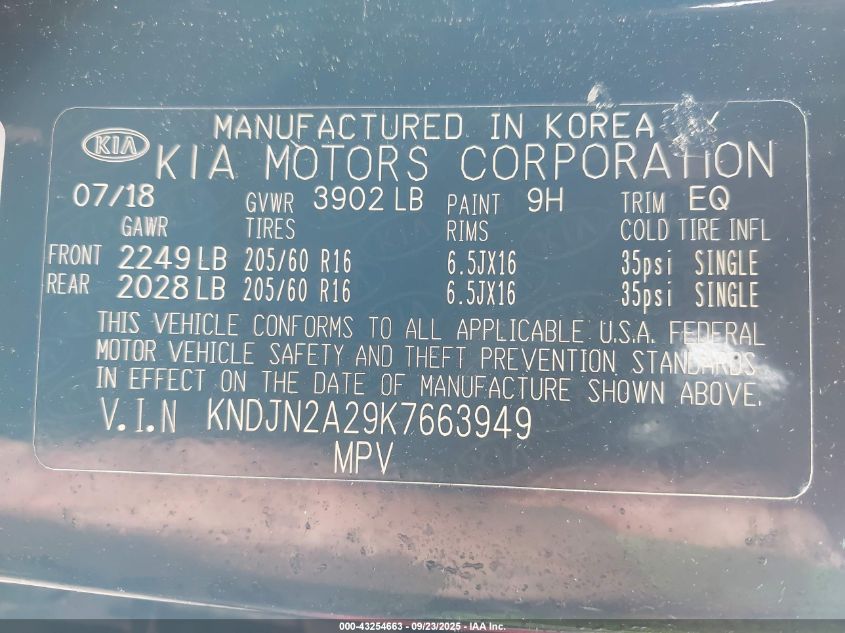 MANUFACTURED IN KOREA BY
KIA KIA MOTORS CORPORATION
07/18 GVWR 3902 LB PAINT 9H TRIM EQ
GAWR TIRES RIMS COLD TIRE INFL
FRONT 2249 LB 205/60 R16 6.5JX16 35psi SINGLE
REAR 2028 LB 205/60 R16 6.5JX16 35psi SINGLE
THIS VEHICLE CONFORMS TO ALL APPLICABLE U.S.A. FEDERAL
MOTOR VEHICLE SAFETY AND THEFT PREVENTION STANDARDS
IN EFFECT ON THE DATE OF MANUFACTURE SHOWN ABOVE.
V.I.N KNDJN2A29K7663949
MPV
000-43254663 - 09/23/2025 - IAA Inc.